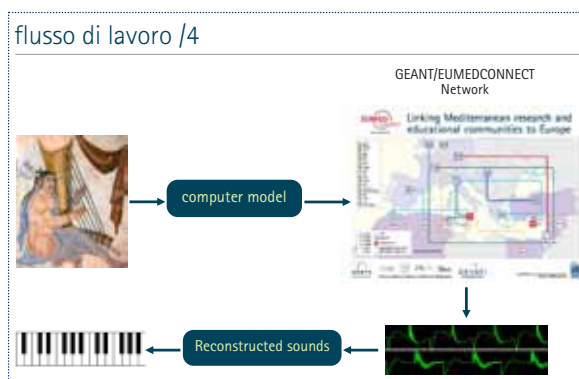 flusso di lavoro /4
GEANT/EUMEDCONNECT
Network
Linking Mediterranean research and
educational communities to Europe
computer model
Reconstructed sounds